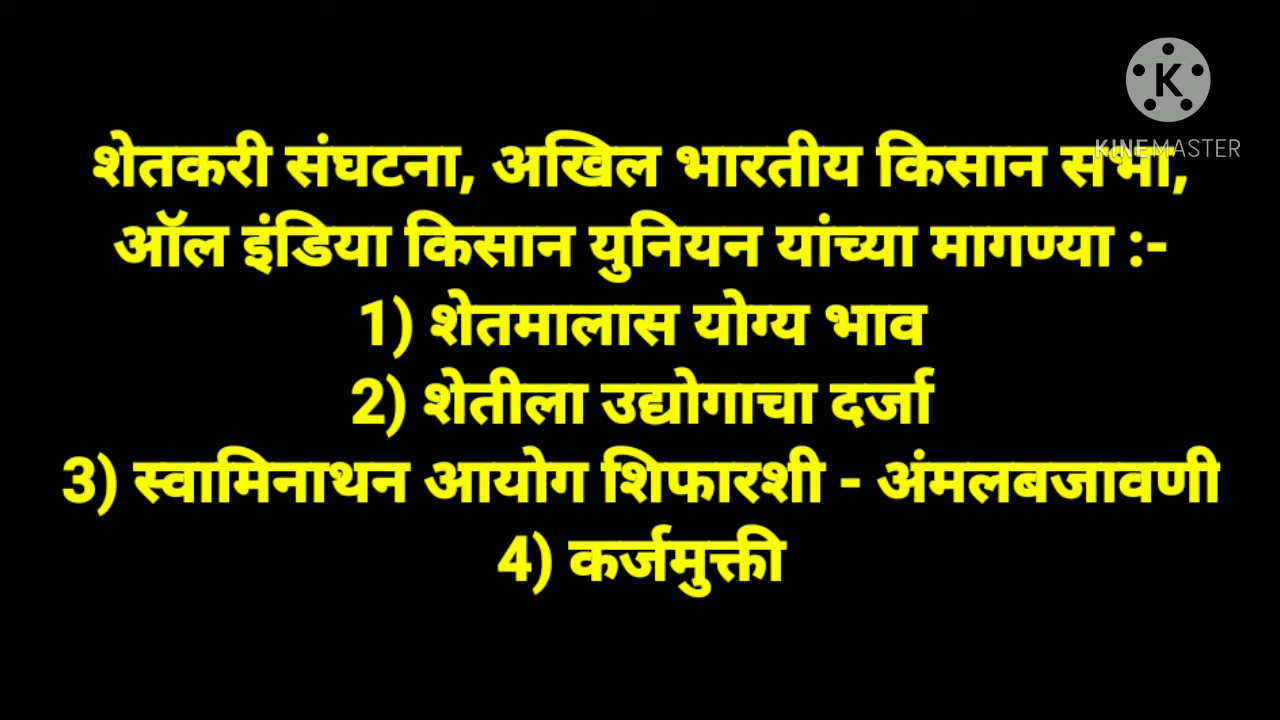 K
KINEMASTER
शेतकरी संघटना, अखिल भारतीय किसान सभा,
ऑल इंडिया किसान युनियन यांच्या मागण्या :-
1) शेतमालास योग्य भाव
2) शेतीला उद्योगाचा दर्जा
3) स्वामिनाथन आयोग शिफारशी - अंमलबजावणी
4) कर्जमुक्ती